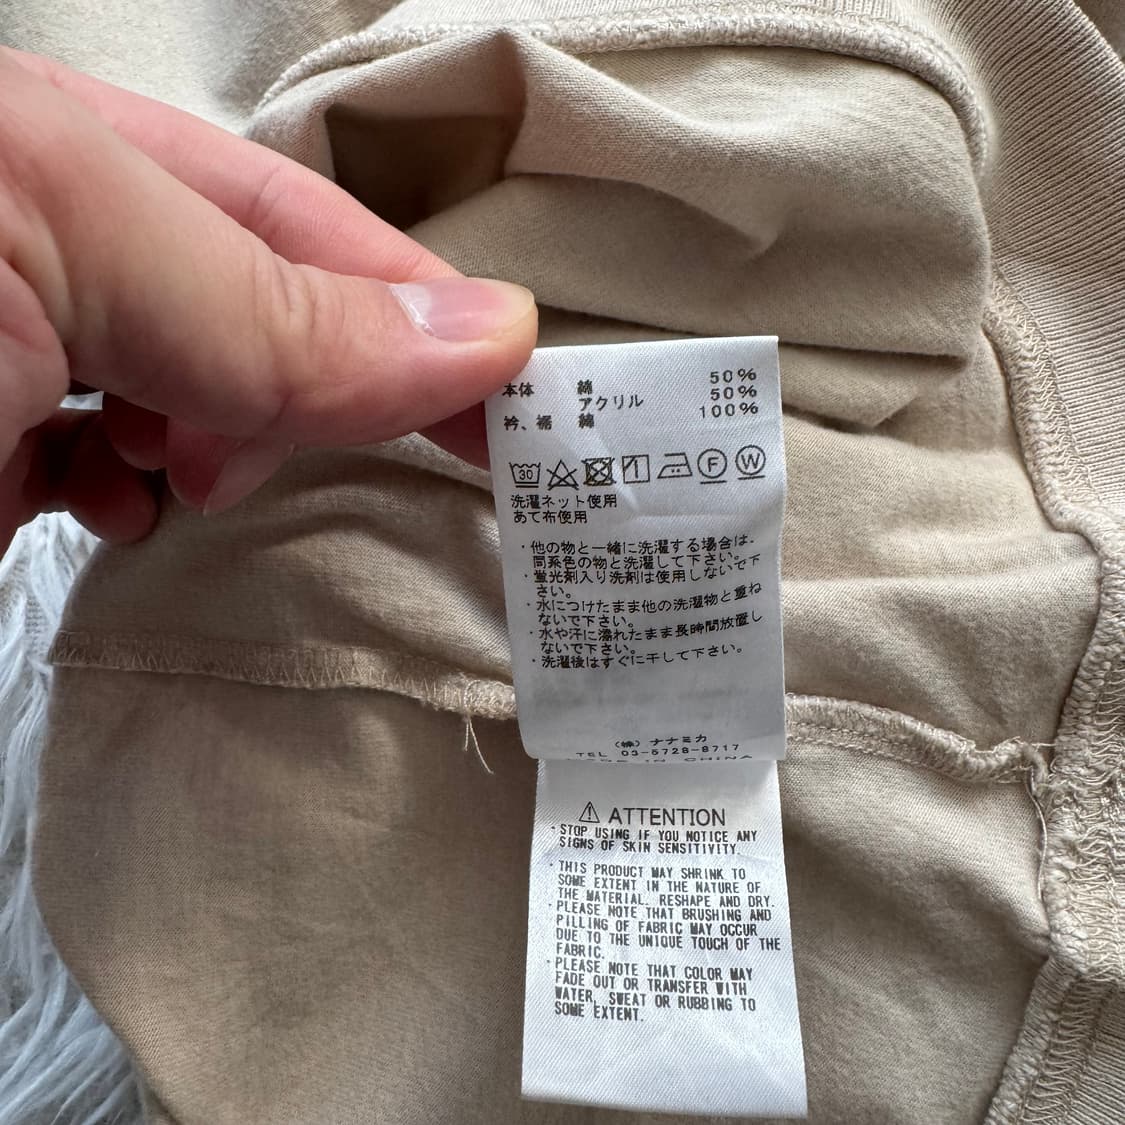 本体 綿 50%
アクリル 50%
衿、裾 綿 100%
30 F W
洗濯ネット使用
あて布使用
・他の物と一緒に洗濯する場合は、
同系色の物と洗濯して下さい。
・蛍光剤入り洗剤は使用しないで下
さい。
・水につけたまま他の洗濯物と重ね
ないで下さい。
・水や汗に濡れたまま長時間放置し
ないで下さい。
・洗濯後はすぐに干して下さい。
(株) ナナミカ
TEL 03-5728-8717
MADE IN CHINA
⚠ ATTENTION
・STOP USING IF YOU NOTICE ANY
SIGNS OF SKIN SENSITIVITY.
・THIS PRODUCT MAY SHRINK TO
SOME EXTENT IN THE NATURE OF
THE MATERIAL. RESHAPE AND DRY.
・PLEASE NOTE THAT BRUSHING AND
PILLING OF FABRIC MAY OCCUR
DUE TO THE UNIQUE TOUCH OF THE
FABRIC.
・PLEASE NOTE THAT COLOR MAY
FADE OUT OR TRANSFER WITH
WATER, SWEAT OR RUBBING TO
SOME EXTENT.